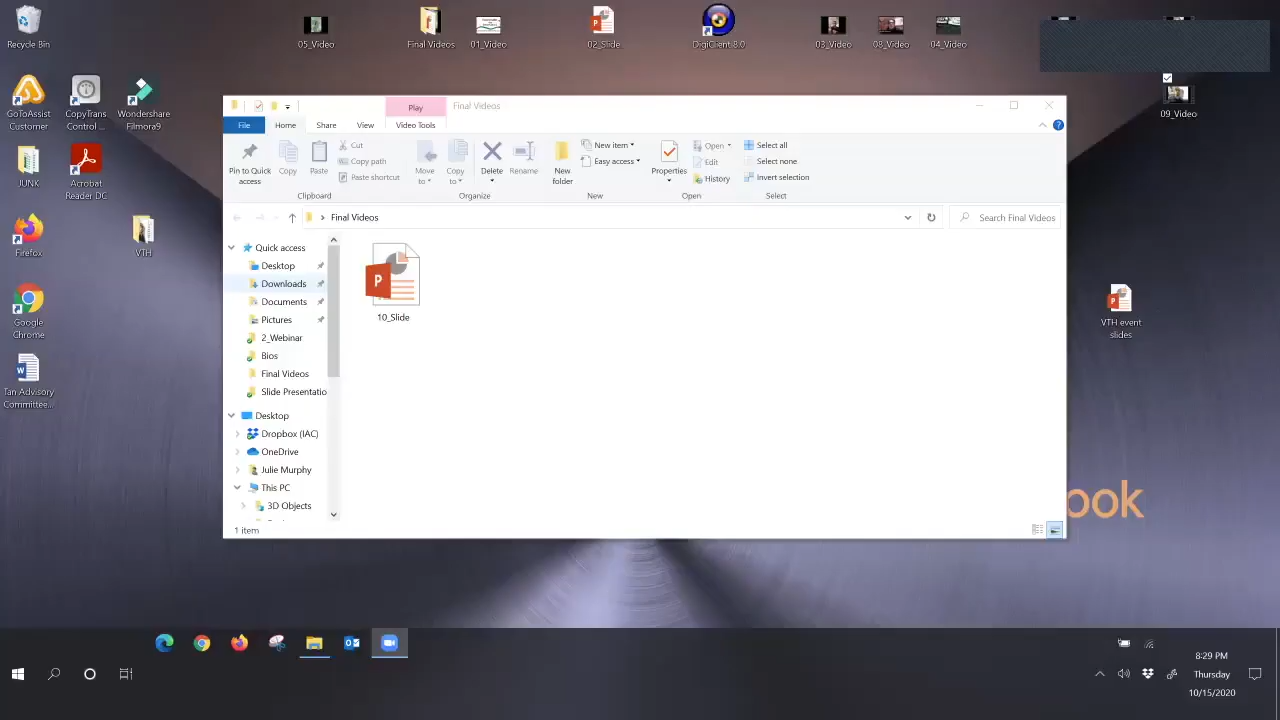 Recycle Bin
05_Video
Final Videos
01_Video
02_Slide
DigiClient 8.0
03_Video
08_Video
04_Video
GoToAssist
Customer
CopyTrans
Control ...
Wondershare
Filmora9
09_Video
JUNK
Acrobat
Reader DC
Firefox
VTH
Google
Chrome
Tan Advisory
Committee...
VTH event
slides
ook
Play
Final Videos
File
Home
Share
View
Video Tools
Pin to Quick
access
Copy
Paste
Cut
Copy path
Paste shortcut
Clipboard
Move
to
Copy
to
Delete
Rename
Organize
New
folder
New item
Easy access
New
Properties
Open
Edit
History
Open
Select all
Select none
Invert selection
Select
Final Videos
Search Final Videos
Quick access
Desktop
Downloads
Documents
Pictures
2_Webinar
Bios
Final Videos
Slide Presentatio
Desktop
Dropbox (IAC)
OneDrive
Julie Murphy
This PC
3D Objects
P
10_Slide
1 item
8:29 PM
Thursday
10/15/2020